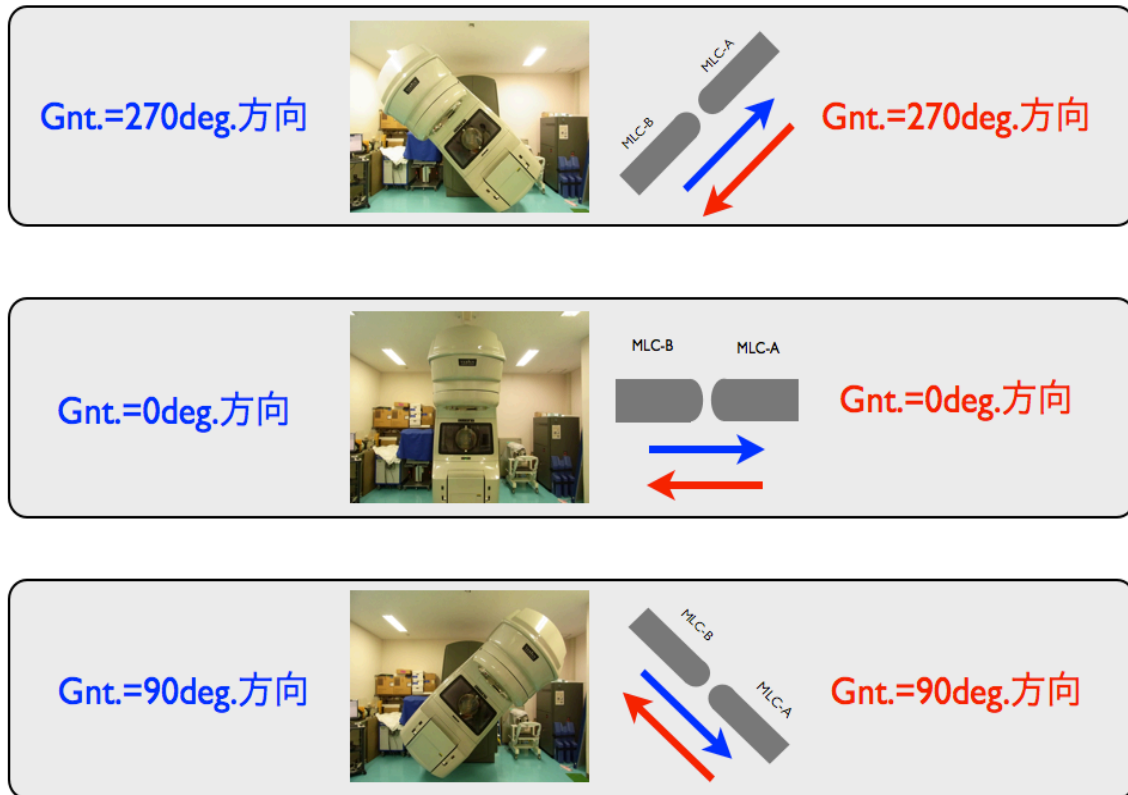 Gnt.=270deg.方向
MLC-A
MLC-B
Gnt.=270deg.方向
MLC-B
MLC-A
Gnt.=0deg.方向
Gnt.=0deg.方向
MLC-B
MLC-A
Gnt.=90deg.方向
Gnt.=90deg.方向